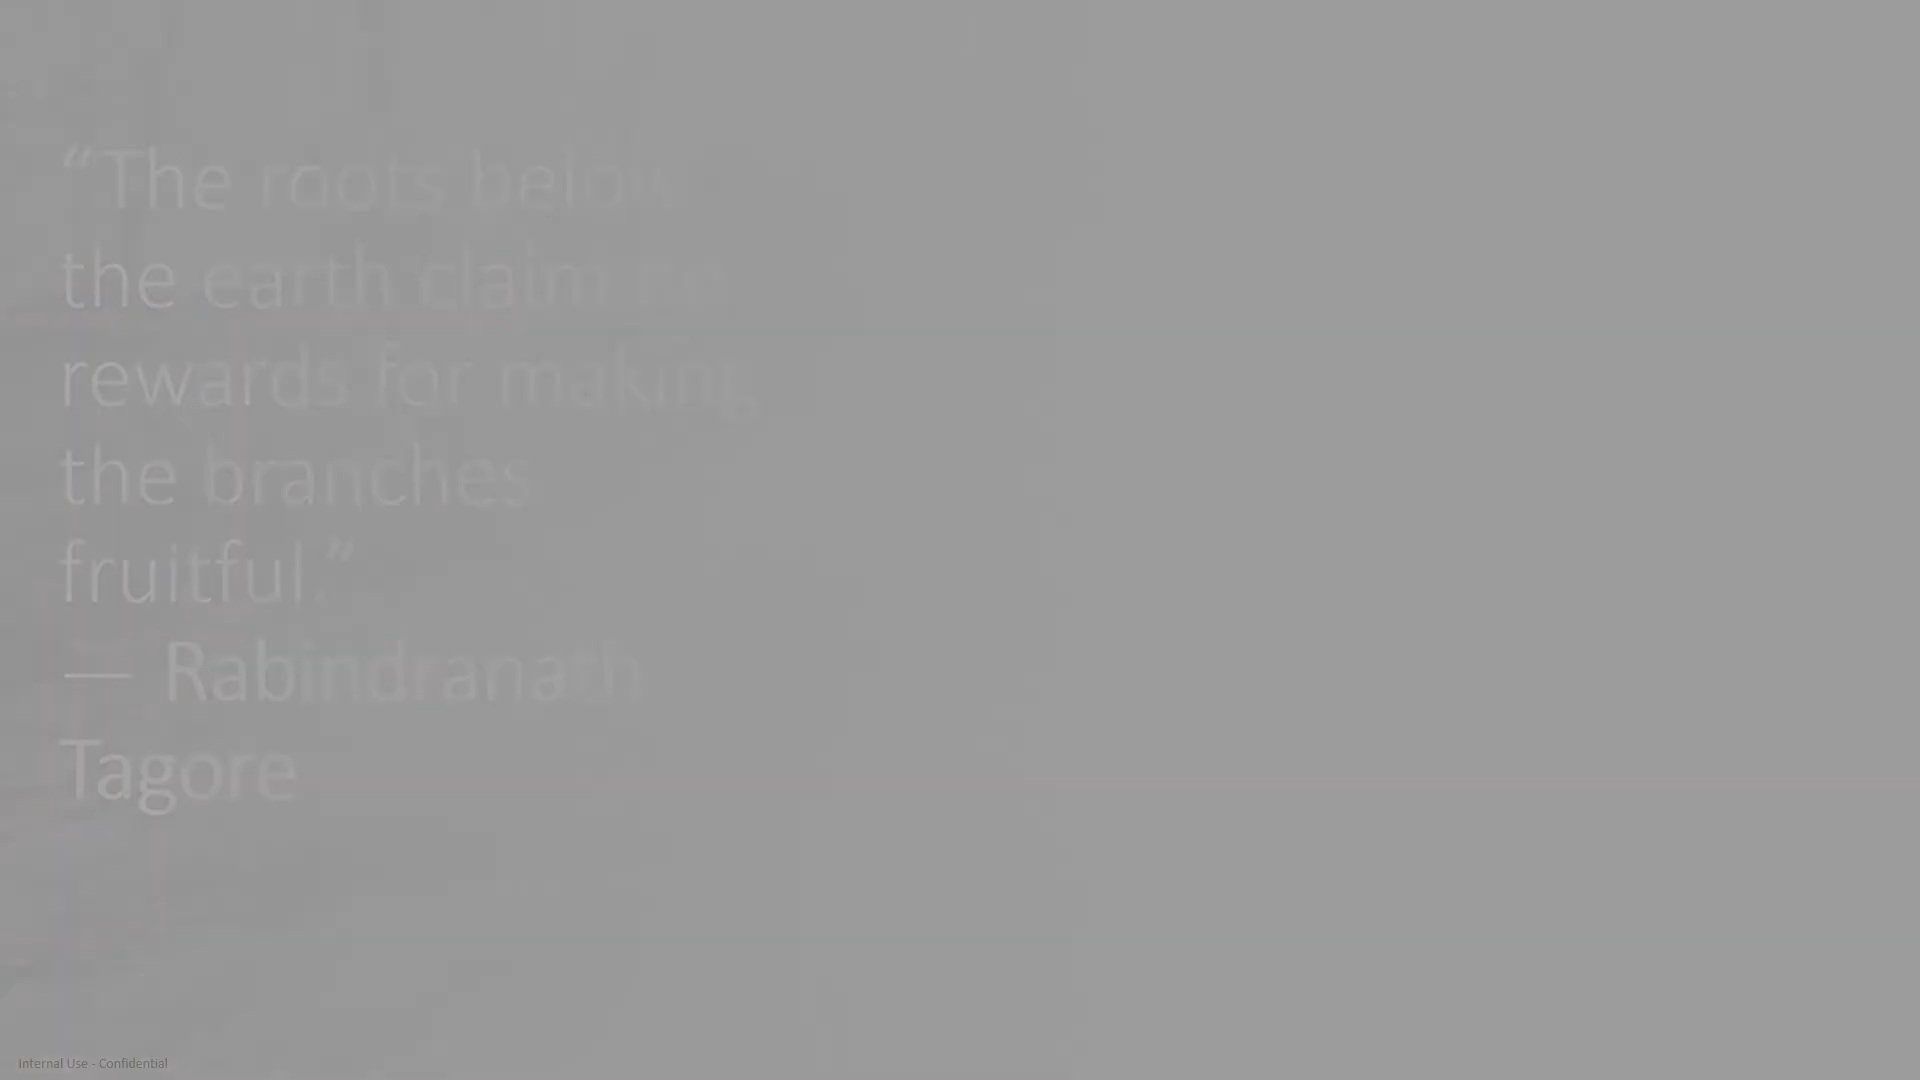 “The roots below
the earth claim no
rewards for making
the branches
fruitful.”
— Rabindranath
Tagore
Internal Use - Confidential